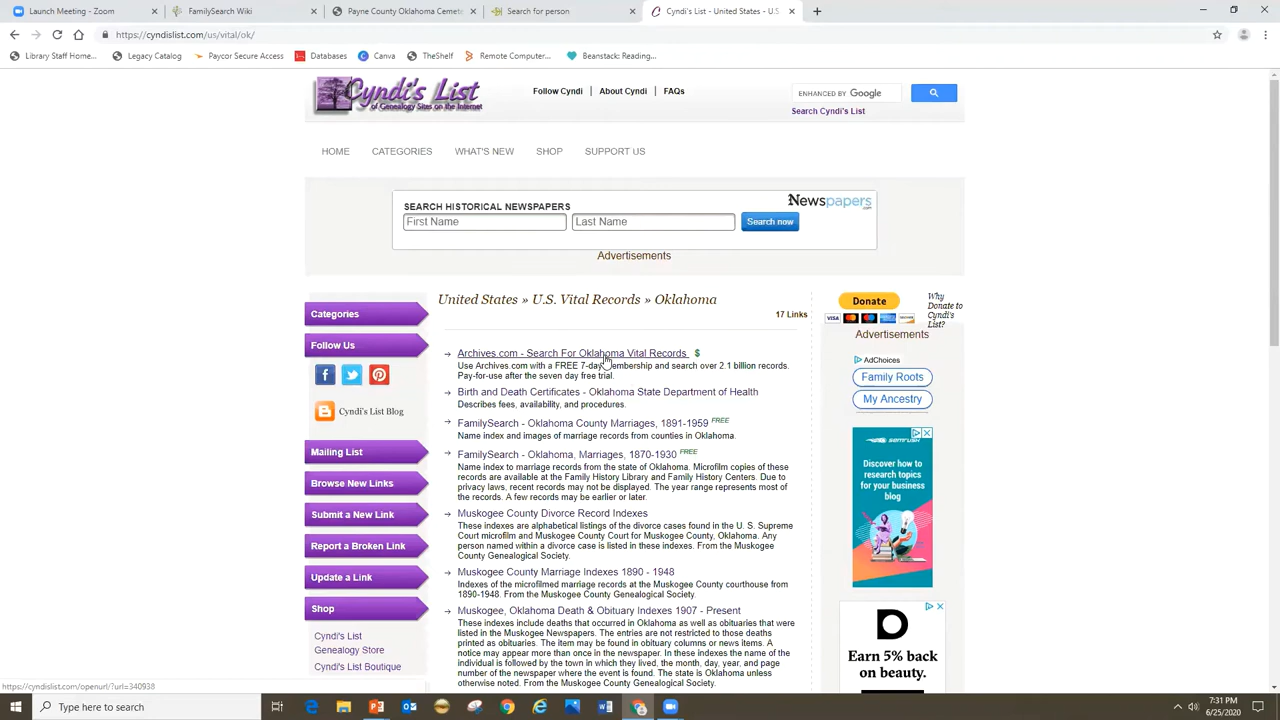 Launch Meeting - Zoom
FamilySearch Wiki
Payne County Oklahoma Cemet
Search for person
Cyndi's List - United States - U.S.
https://cyndislist.com/us/vital/ok/
Library Staff Home...
Legacy Catalog
Paycor Secure Access
Databases
Canva
TheShelf
Remote Computer...
Beanstack: Reading...
Cyndi's List
of Genealogy Sites on the Internet
Follow Cyndi | About Cyndi | FAQs
ENHANCED BY Google
Search Cyndi's List
HOME
CATEGORIES
WHAT'S NEW
SHOP
SUPPORT US
SEARCH HISTORICAL NEWSPAPERS
Newspapers
.com
First Name
Last Name
Search now
Advertisements
United States » U.S. Vital Records » Oklahoma
17 Links
Categories
Follow Us
Cyndi's List Blog
Mailing List
Browse New Links
Submit a New Link
Report a Broken Link
Update a Link
Shop
Cyndi's List
Genealogy Store
Cyndi's List Boutique
Archives.com - Search For Oklahoma Vital Records $
Use Archives.com with a FREE 7-day membership and search over 2.1 billion records.
Pay-for-use after the seven day free trial.
Birth and Death Certificates - Oklahoma State Department of Health
Describes fees, availability, and procedures.
FamilySearch - Oklahoma County Marriages, 1891-1959 FREE
Name index and images of marriage records from counties in Oklahoma.
FamilySearch - Oklahoma, Marriages, 1870-1930 FREE
Name index to marriage records from the state of Oklahoma. Microfilm copies of these
records are available at the Family History Library and Family History Centers. Due to
privacy laws, recent records may not be displayed. The year range represents most of
the records. A few records may be earlier or later.
Muskogee County Divorce Record Indexes
These indexes are alphabetical listings of the divorce cases found in the U. S. Supreme
Court microfilm and Muskogee County Court for Muskogee County, Oklahoma. Any
person named within a divorce case is listed in these indexes. From the Muskogee
County Genealogical Society.
Muskogee County Marriage Indexes 1890 - 1948
Indexes of the microfilmed marriage records at the Muskogee County courthouse from
1890-1948. From the Muskogee County Genealogical Society.
Muskogee, Oklahoma Death & Obituary Indexes 1907 - Present
These indexes include deaths that occurred in Oklahoma as well as obituaries that were
listed in the Muskogee Newspapers. The entries are not restricted to those deaths
printed as obituaries. The item may be found in obituary columns or news items. A
notice may appear more than once in the newspaper. In these indexes the name of the
individual is followed by the town in which they lived, the month, day, year, and page
number of the newspaper where the event is found. The state is Oklahoma unless
otherwise noted. From the Muskogee County Genealogical Society.
Donate
Why
Donate to
Cyndi's
List?
VISA
Advertisements
AdChoices
Family Roots
My Ancestry
SEMRUSH
Discover how to
research topics
for your business
blog
D
Earn 5% back
on beauty.
https://cyndislist.com/openurl/?url=340938
Type here to search
7:31 PM
6/25/2020